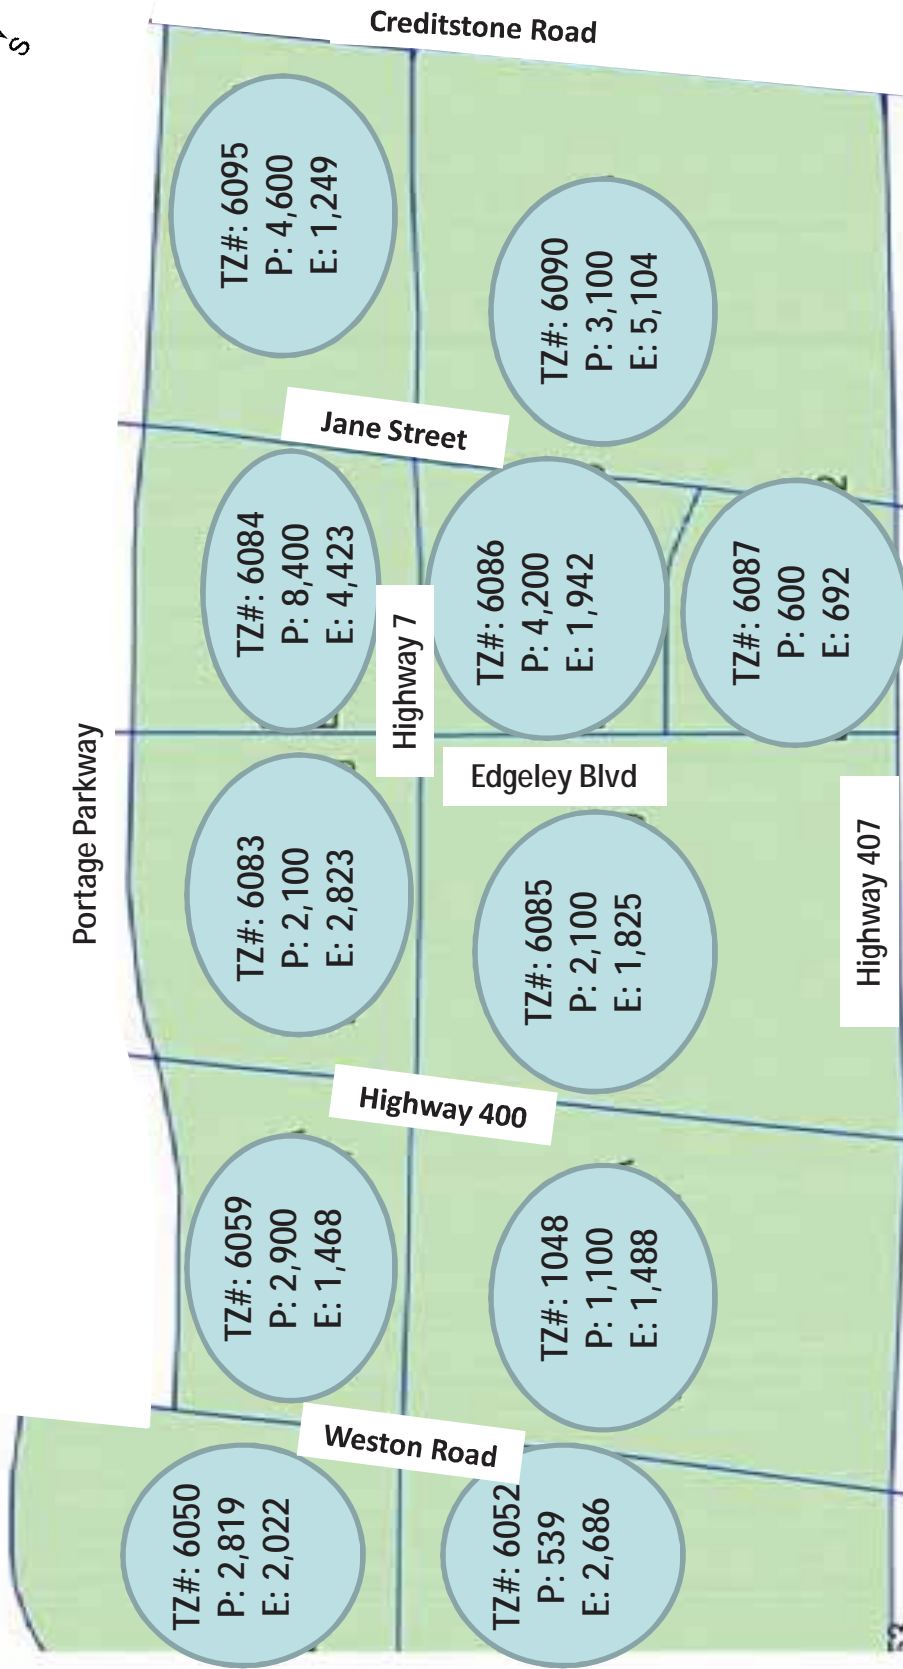 Creditstone Road
S
TZ#: 6095
P: 4,600
E: 1,249
TZ#: 6090
P: 3,100
E: 5,104
Jane Street
TZ#: 6084
P: 8,400
E: 4,423
Highway 7
TZ#: 6086
P: 4,200
E: 1,942
TZ#: 6087
P: 600
E: 692
2
Portage Parkway
Edgeley Blvd
TZ#: 6083
P: 2,100
E: 2,823
TZ#: 6085
P: 2,100
E: 1,825
Highway 407
Highway 400
TZ#: 6059
P: 2,900
E: 1,468
TZ#: 1048
P: 1,100
E: 1,488
Weston Road
TZ#: 6050
P: 2,819
E: 2,022
TZ#: 6052
P: 539
E: 2,686